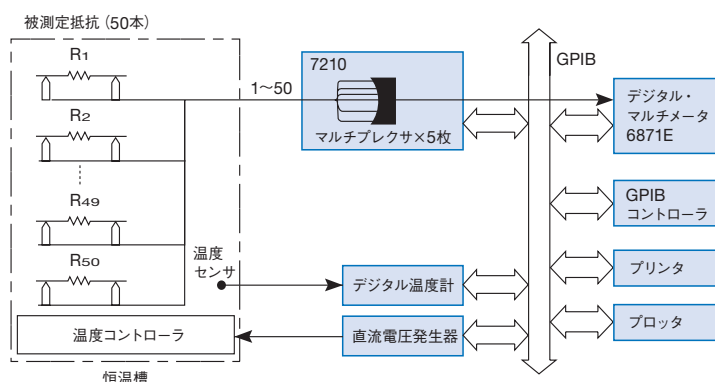 被測定抵抗（50本）
R1
R2
R49
R50
温度
センサ
温度コントローラ
恒温槽
1～50
7210
マルチプレクサ×5枚
デジタル温度計
直流電圧発生器
GPIB
デジタル・
マルチメータ
6871E
GPIB
コントローラ
プリンタ
プロッタ